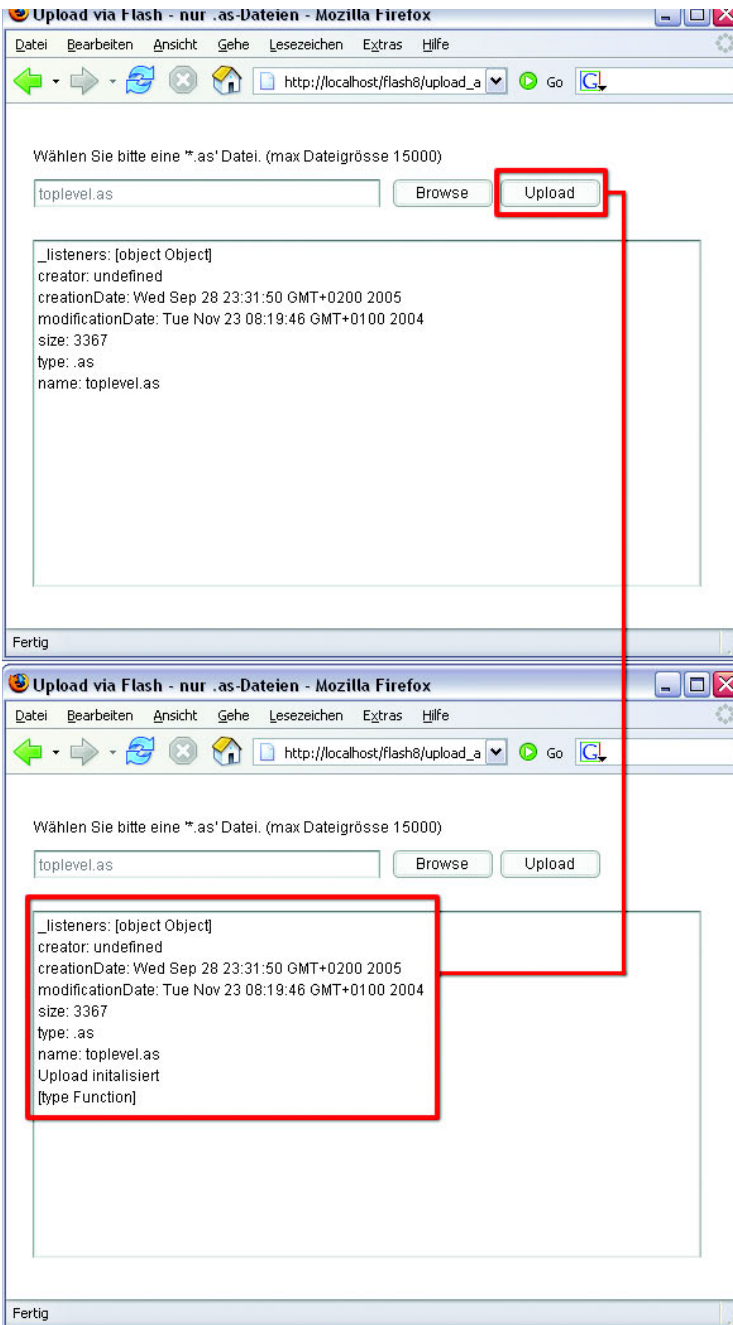 Upload via Flash - nur .as-Dateien - Mozilla Firefox
Datei Bearbeiten Ansicht Gehe Lesezeichen Extras Hilfe
http://localhost/flash8/upload_a Go G
Wählen Sie bitte eine '*.as' Datei. (max Dateigrösse 15000)
toplevel.as Browse Upload
_listeners: [object Object]
creator: undefined
creationDate: Wed Sep 28 23:31:50 GMT+0200 2005
modificationDate: Tue Nov 23 08:19:46 GMT+0100 2004
size: 3367
type: .as
name: toplevel.as
Fertig
Upload via Flash - nur .as-Dateien - Mozilla Firefox
Datei Bearbeiten Ansicht Gehe Lesezeichen Extras Hilfe
http://localhost/flash8/upload_a Go G
Wählen Sie bitte eine '*.as' Datei. (max Dateigrösse 15000)
toplevel.as Browse Upload
_listeners: [object Object]
creator: undefined
creationDate: Wed Sep 28 23:31:50 GMT+0200 2005
modificationDate: Tue Nov 23 08:19:46 GMT+0100 2004
size: 3367
type: .as
name: toplevel.as
Upload initalisiert
[type Function]
Fertig